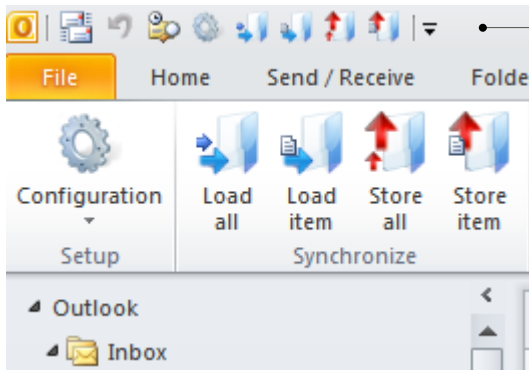 File Home Send / Receive Folde
Configuration Load all Load item Store all Store item
Setup Synchronize
Outlook
Inbox